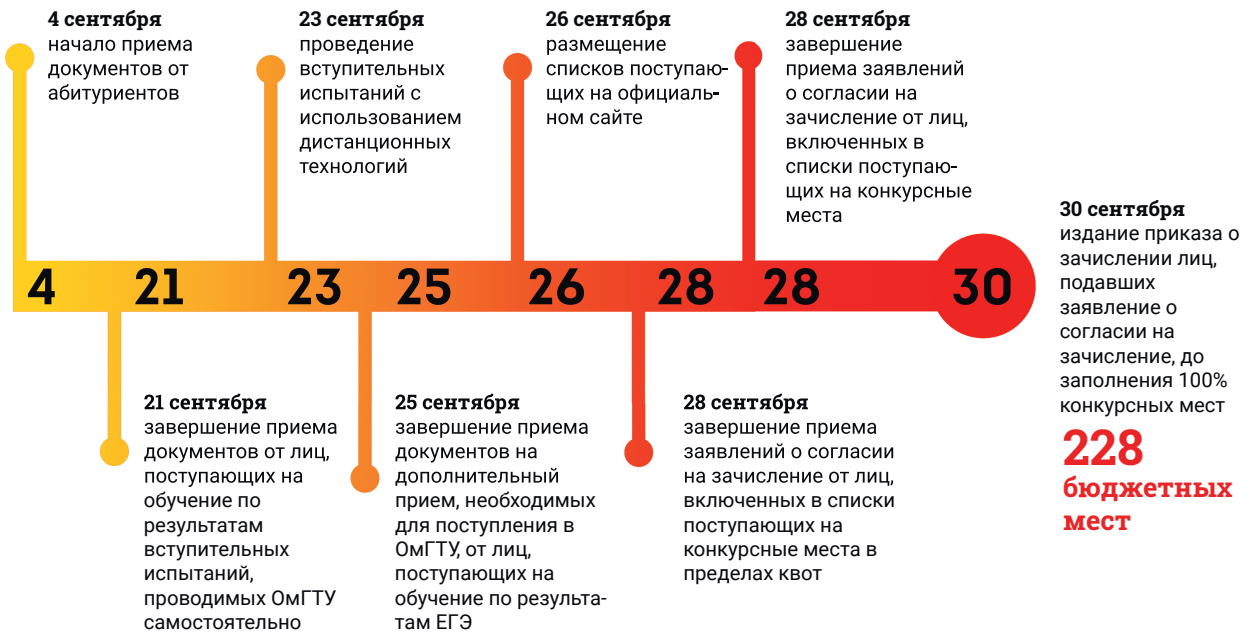 4 сентября
начало приема
документов от
абитуриентов
23 сентября
проведение
вступительных
испытаний с
использованием
дистанционных
технологий
26 сентября
размещение
списков поступаю-
щих на официаль-
ном сайте
28 сентября
завершение
приема заявлений
о согласии на
зачисление от лиц,
включенных в
списки поступаю-
щих на конкурсные
места
4 21 23 25 26 28 28 30
21 сентября
завершение приема
документов от лиц,
поступающих на
обучение по
результатам
вступительных
испытаний,
проводимых ОмГТУ
самостоятельно
25 сентября
завершение приема
документов на
дополнительный
прием, необходимых
для поступления в
ОмГТУ, от лиц,
поступающих на
обучение по результа-
там ЕГЭ
28 сентября
завершение приема
заявлений о согласии
на зачисление от лиц,
включенных в списки
поступающих на
конкурсные места в
пределах квот
30 сентября
издание приказа о
зачислении лиц,
подавших
заявление о
согласии на
зачисление, до
заполнения 100%
конкурсных мест
228
бюджетных
мест